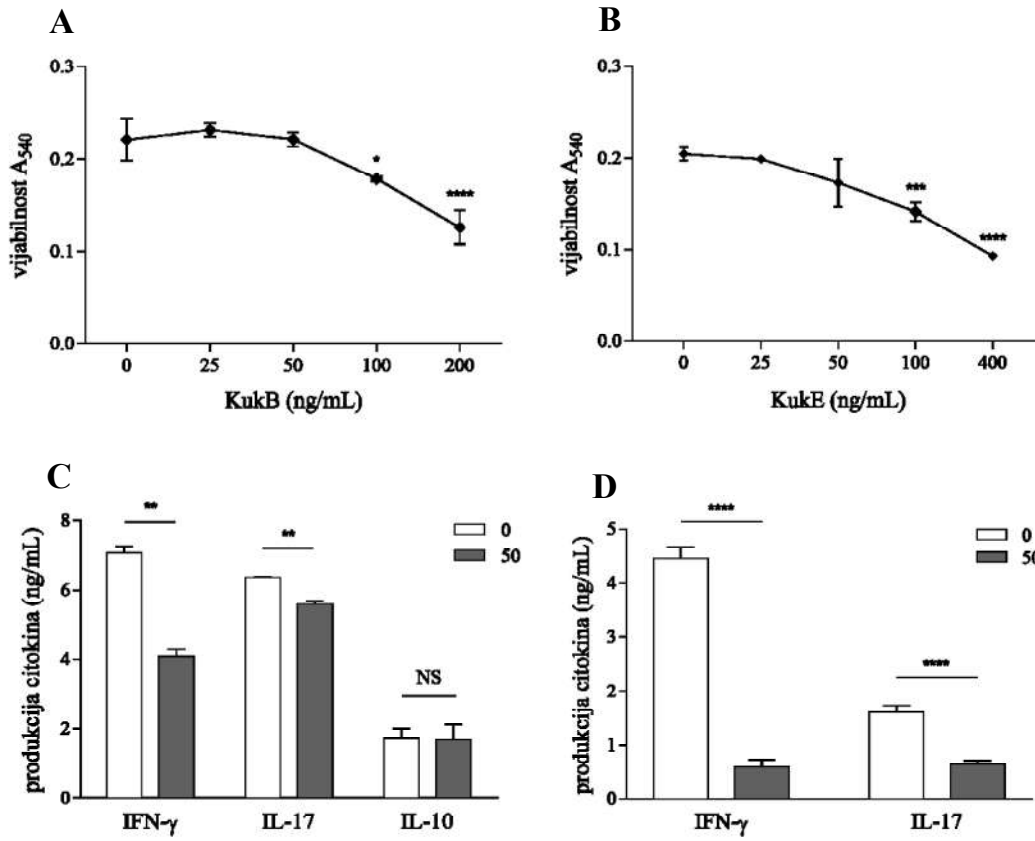 A
0.3
0.2
0.1
0.0
vijabilnost A540
*
****
0 25 50 100 200
KukB (ng/mL)
B
0.3
0.2
0.1
0.0
vijabilnost A540
***
****
0 25 50 100 400
KukE (ng/mL)
C
8
6
4
2
0
produkcija citokina (ng/mL)
**
**
NS
0
50
IFN-γ IL-17 IL-10
D
5
4
3
2
1
0
produkcija citokina (ng/mL)
****
****
0
50
IFN-γ IL-17